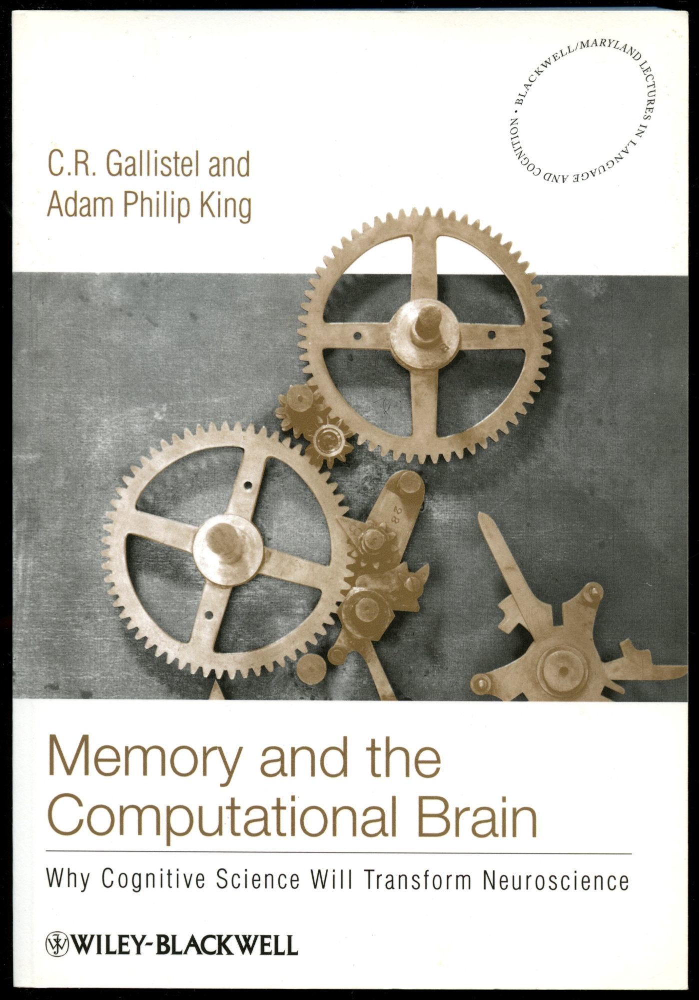 BLACKWELL/MARYLAND LECTURES IN LANGUAGE AND COGNITION •
C.R. Gallistel and
Adam Philip King
8
28
Memory and the
Computational Brain
Why Cognitive Science Will Transform Neuroscience
WILEY-BLACKWELL